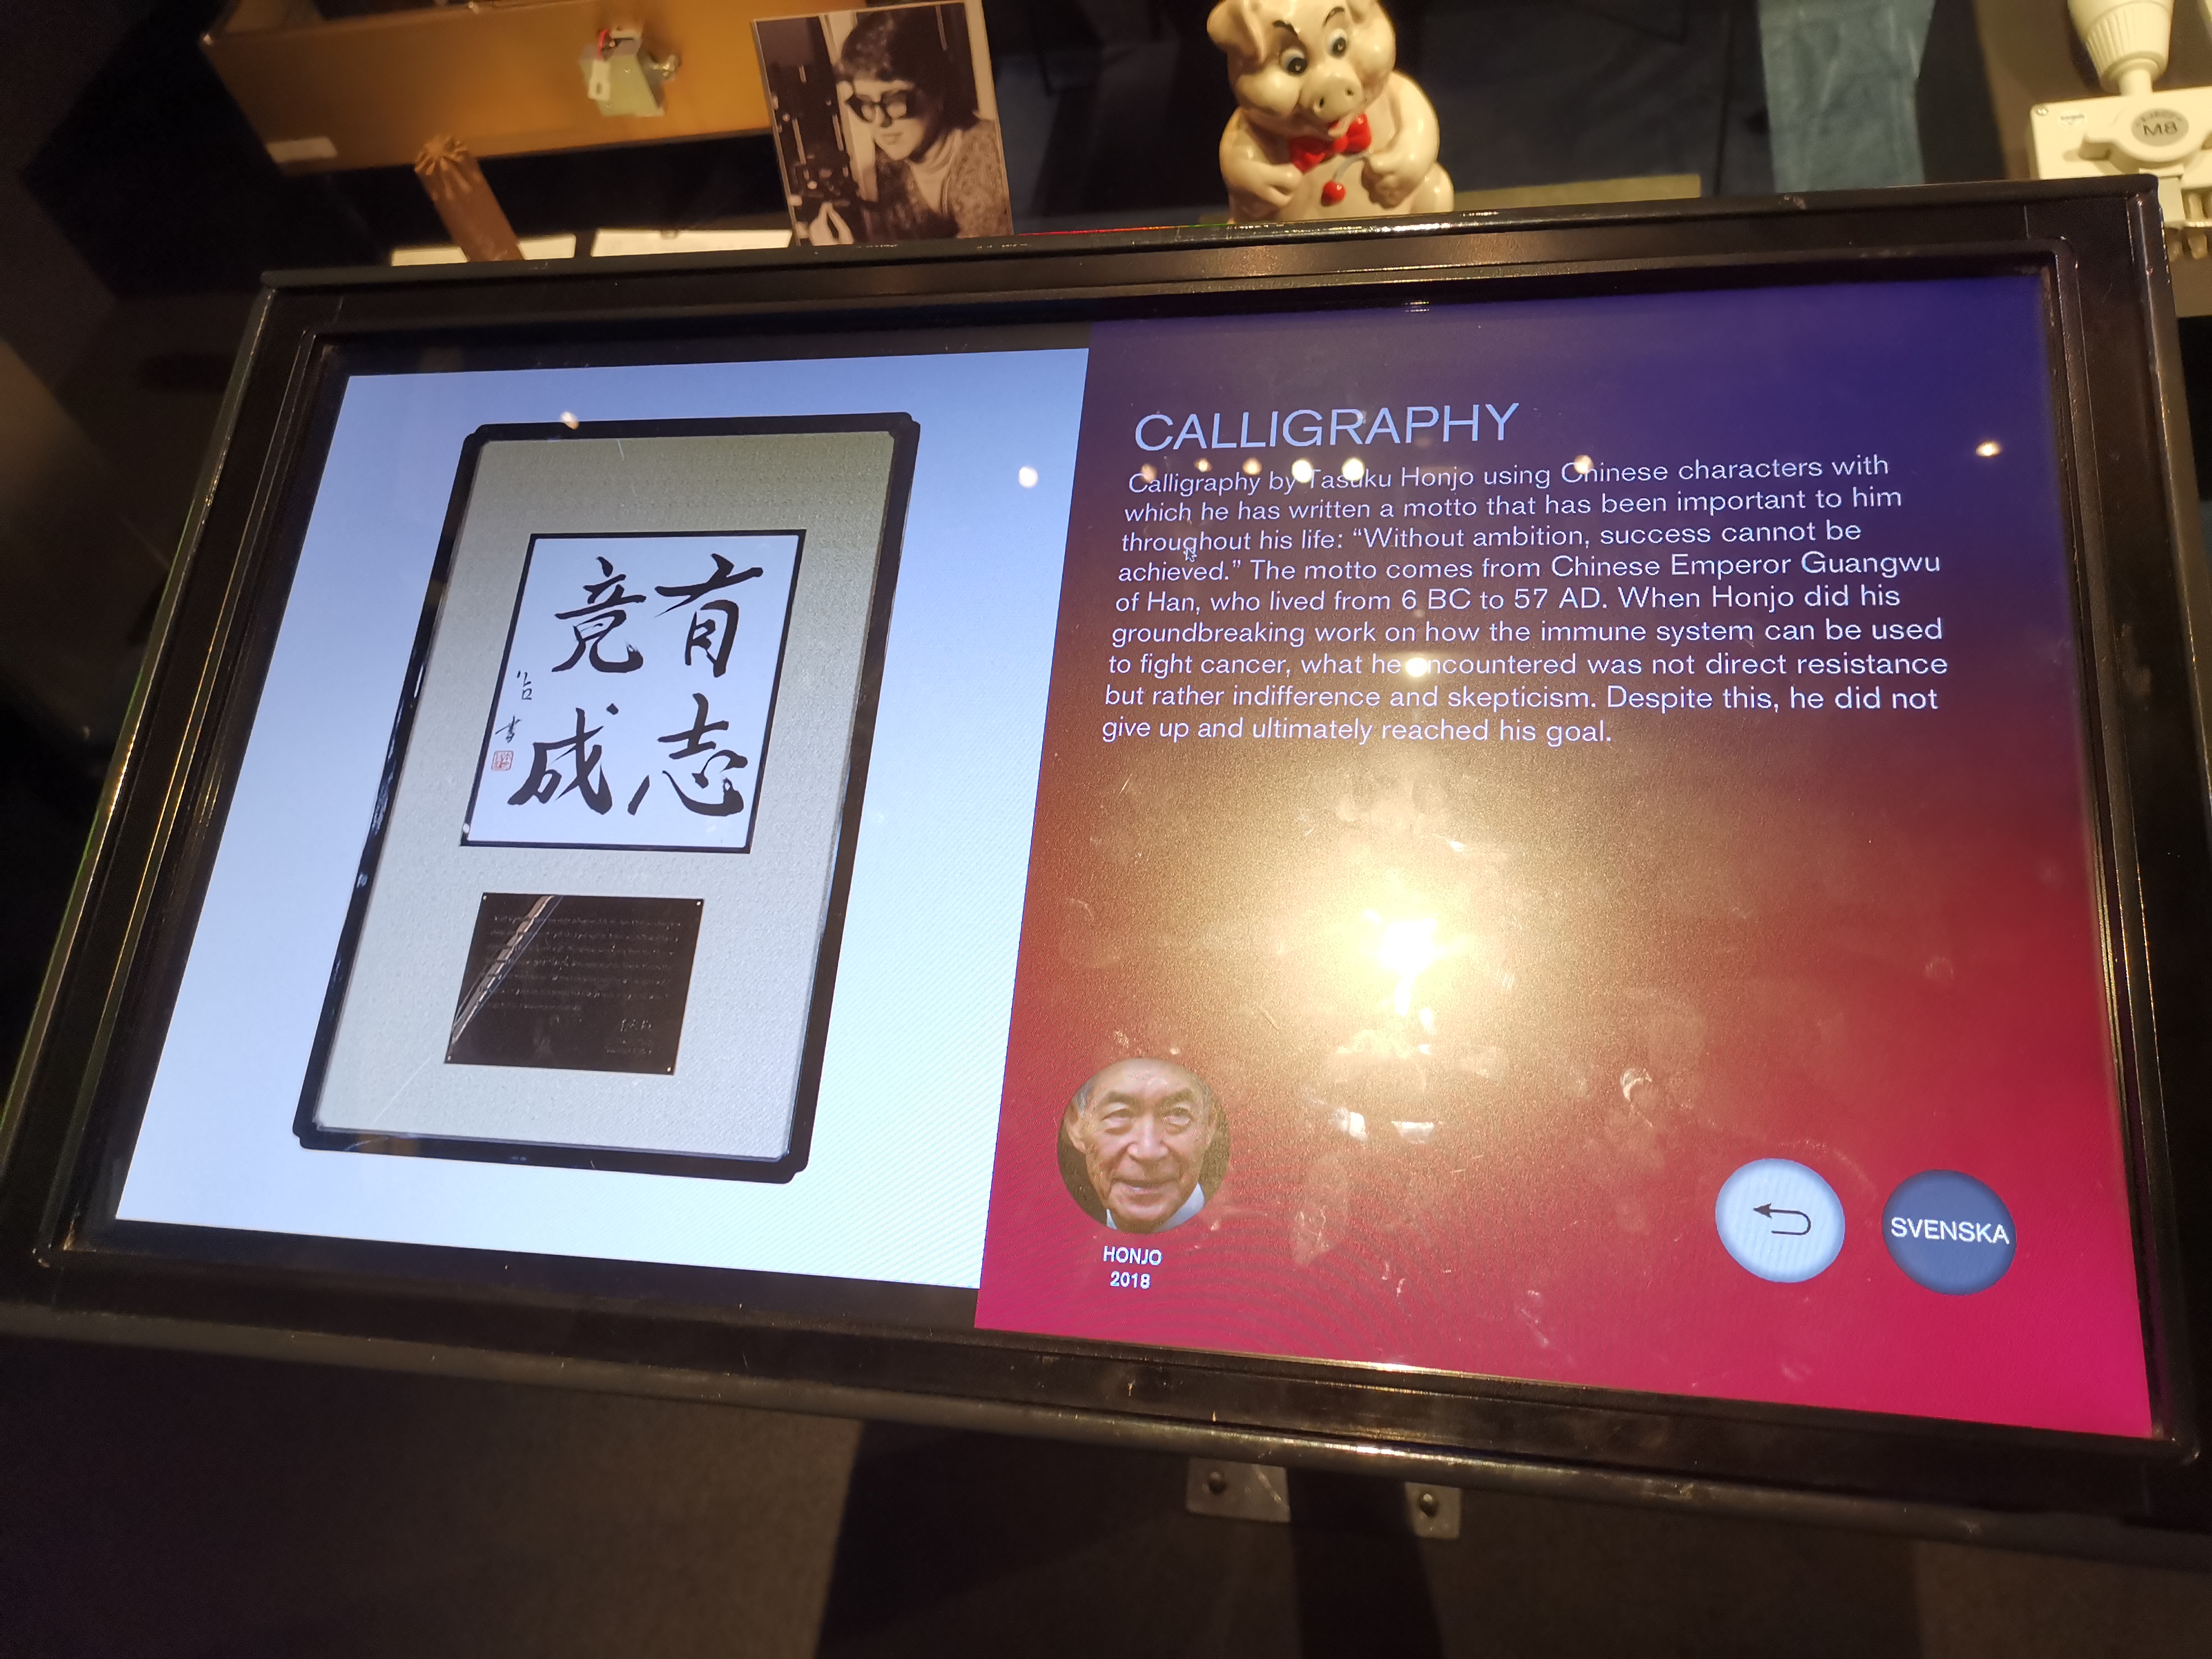 M8
有志
竟成
書
CALLIGRAPHY
Calligraphy by Tasuku Honjo using Chinese characters with
which he has written a motto that has been important to him
throughout his life: “Without ambition, success cannot be
achieved.” The motto comes from Chinese Emperor Guangwu
of Han, who lived from 6 BC to 57 AD. When Honjo did his
groundbreaking work on how the immune system can be used
to fight cancer, what he encountered was not direct resistance
but rather indifference and skepticism. Despite this, he did not
give up and ultimately reached his goal.
HONJO
2018
SVENSKA